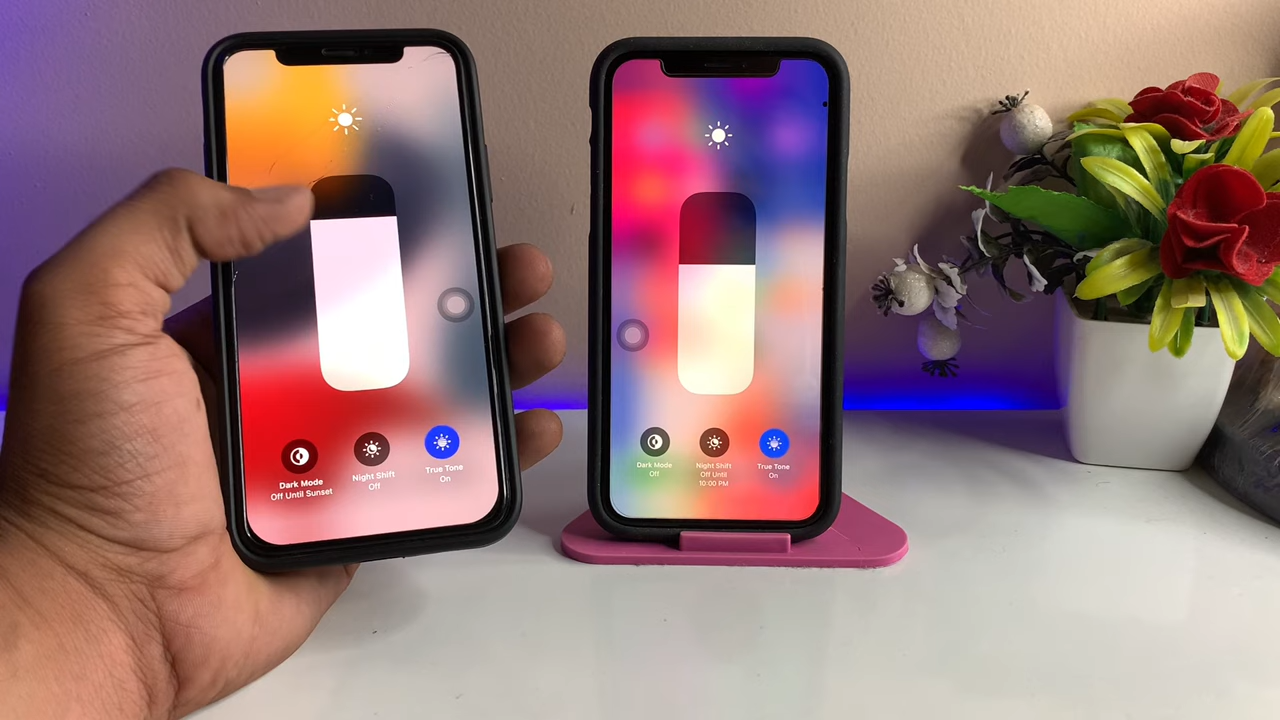 Dark Mode
Off Until Sunset
Night Shift
Off
True Tone
On
Dark Mode
Off
Night Shift
Off Until
10:00 PM
True Tone
On